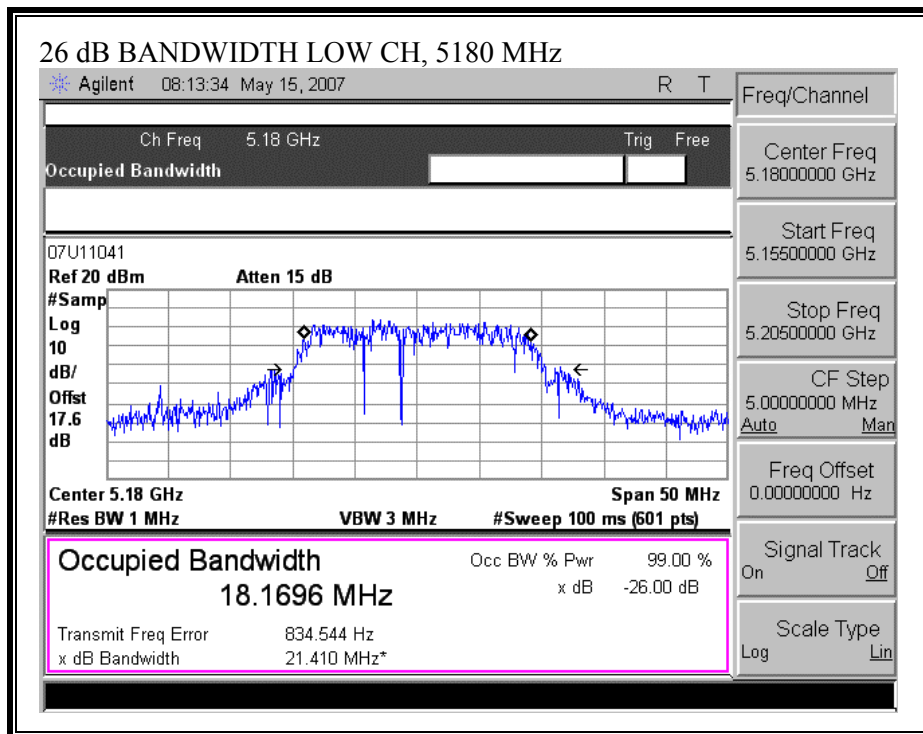 26 dB BANDWIDTH LOW CH, 5180 MHz
Agilent 08:13:34 May 15, 2007 R T
Ch Freq 5.18 GHz Trig Free
Occupied Bandwidth
07U11041
Ref 20 dBm Atten 15 dB
#Samp
Log
10
dB/
Offst
17.6
dB
Center 5.18 GHz Span 50 MHz
#Res BW 1 MHz VBW 3 MHz #Sweep 100 ms (601 pts)
Occupied Bandwidth
18.1696 MHz
Occ BW % Pwr 99.00 %
x dB -26.00 dB
Transmit Freq Error 834.544 Hz
x dB Bandwidth 21.410 MHz*
Freq/Channel
Center Freq
5.18000000 GHz
Start Freq
5.15500000 GHz
Stop Freq
5.20500000 GHz
CF Step
5.00000000 MHz
Auto Man
Freq Offset
0.00000000 Hz
Signal Track
On Off
Scale Type
Log Lin